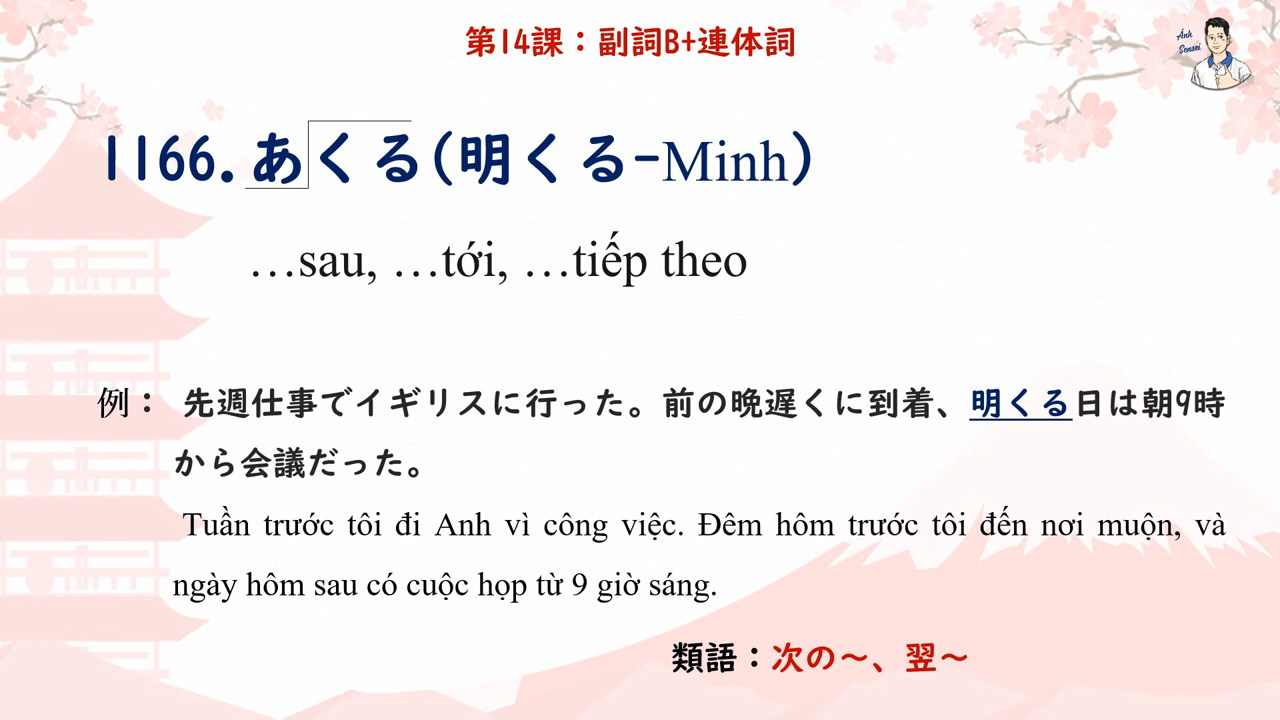 第14課：副詞B+連体詞
Anh
Sensei
1166.あくる(明くる-Minh)
…sau, …tới, …tiếp theo
例： 先週仕事でイギリスに行った。前の晩遅くに到着、明くる日は朝9時
から会議だった。
Tuần trước tôi đi Anh vì công việc. Đêm hôm trước tôi đến nơi muộn, và
ngày hôm sau có cuộc họp từ 9 giờ sáng.
類語：次の～、翌～